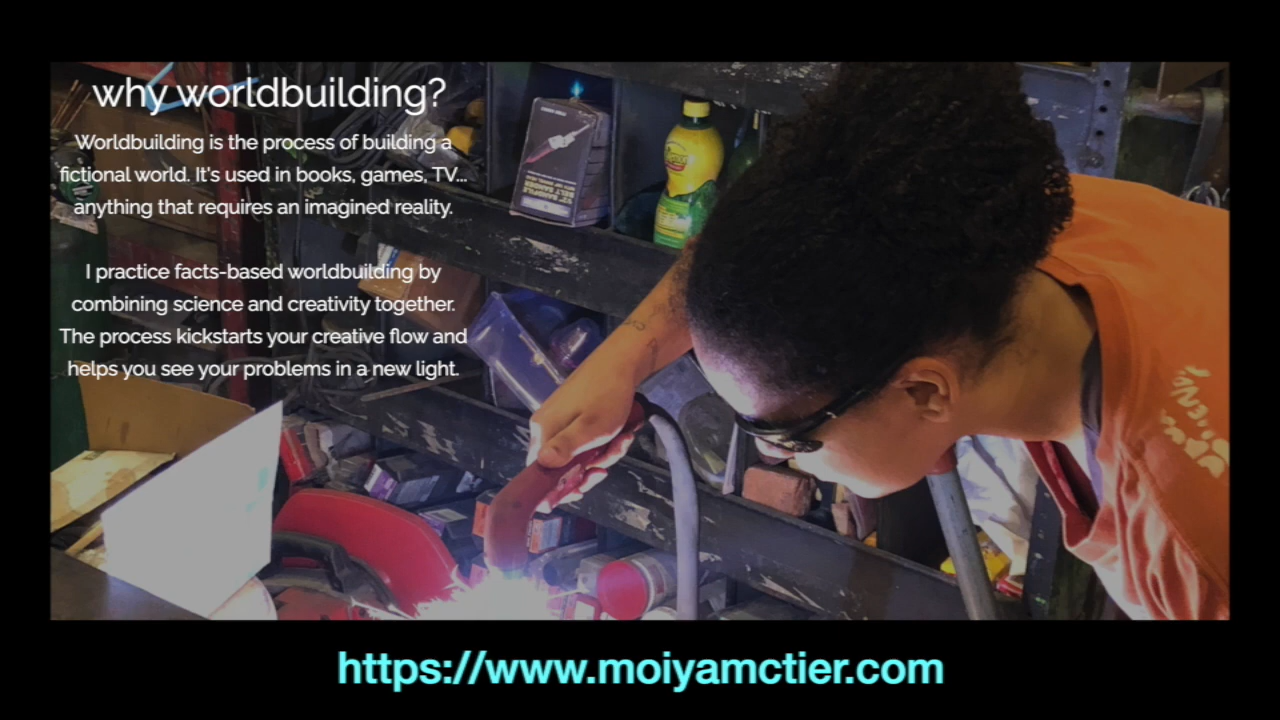 why worldbuilding?
Worldbuilding is the process of building a
fictional world. It's used in books, games, TV...
anything that requires an imagined reality.
I practice facts-based worldbuilding by
combining science and creativity together.
The process kickstarts your creative flow and
helps you see your problems in a new light.
BELT SANDER
https://www.moiyamctier.com